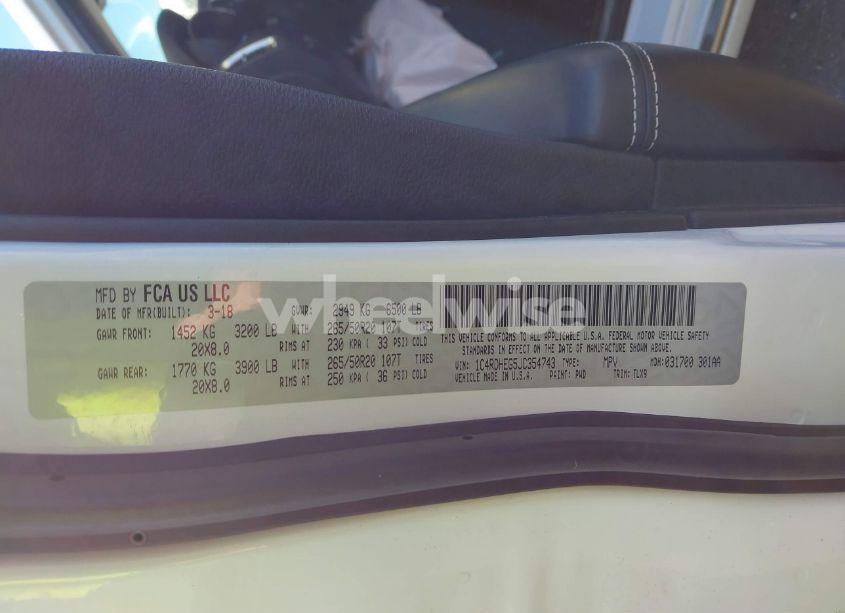 MFD BY FCA US LLC
DATE OF MFR(BUILT): 3-18 GVWR: 2949 KG 6500 LB
GAWR FRONT: 1452 KG 3200 LB WITH 265/50R20 107T TIRES
20X8.0 RIMS AT 230 KPA ( 33 PSI) COLD
GAWR REAR: 1770 KG 3900 LB WITH 265/50R20 107T TIRES
20X8.0 RIMS AT 250 KPA ( 36 PSI) COLD
THIS VEHICLE CONFORMS TO ALL APPLICABLE U.S.A. FEDERAL MOTOR VEHICLE SAFETY
STANDARDS IN EFFECT ON THE DATE OF MANUFACTURE SHOWN ABOVE.
VIN: 1C4RDHEG5JC354743 TYPE: MPV MDH: 031700 301AA
VEHICLE MADE IN U.S.A. PAINT: PWD TRIM: TLX9
wheelwise